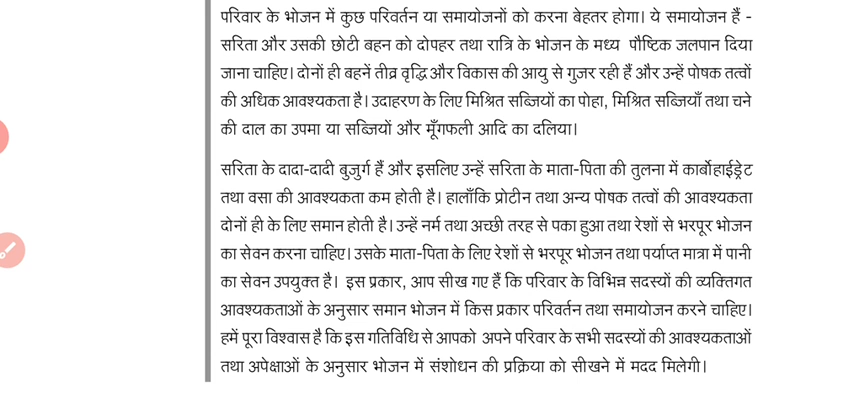 परिवार के भोजन में कुछ परिवर्तन या समायोजनों को करना बेहतर होगा। ये समायोजन हैं -
सरिता और उसकी छोटी बहन को दोपहर तथा रात्रि के भोजन के मध्य पौष्टिक जलपान दिया
जाना चाहिए। दोनों ही बहनें तीव्र वृद्धि और विकास की आयु से गुजर रही हैं और उन्हें पोषक तत्वों
की अधिक आवश्यकता है। उदाहरण के लिए मिश्रित सब्जियों का पोहा, मिश्रित सब्जियाँ तथा चने
की दाल का उपमा या सब्जियों और मूँगफली आदि का दलिया।
सरिता के दादा-दादी बुजुर्ग हैं और इसलिए उन्हें सरिता के माता-पिता की तुलना में कार्बोहाईड्रेट
तथा वसा की आवश्यकता कम होती है। हालाँकि प्रोटीन तथा अन्य पोषक तत्वों की आवश्यकता
दोनों ही के लिए समान होती है। उन्हें नर्म तथा अच्छी तरह से पका हुआ तथा रेशों से भरपूर भोजन
का सेवन करना चाहिए। उसके माता-पिता के लिए रेशों से भरपूर भोजन तथा पर्याप्त मात्रा में पानी
का सेवन उपयुक्त है। इस प्रकार, आप सीख गए हैं कि परिवार के विभिन्न सदस्यों की व्यक्तिगत
आवश्यकताओं के अनुसार समान भोजन में किस प्रकार परिवर्तन तथा समायोजन करने चाहिए।
हमें पूरा विश्वास है कि इस गतिविधि से आपको अपने परिवार के सभी सदस्यों की आवश्यकताओं
तथा अपेक्षाओं के अनुसार भोजन में संशोधन की प्रक्रिया को सीखने में मदद मिलेगी।